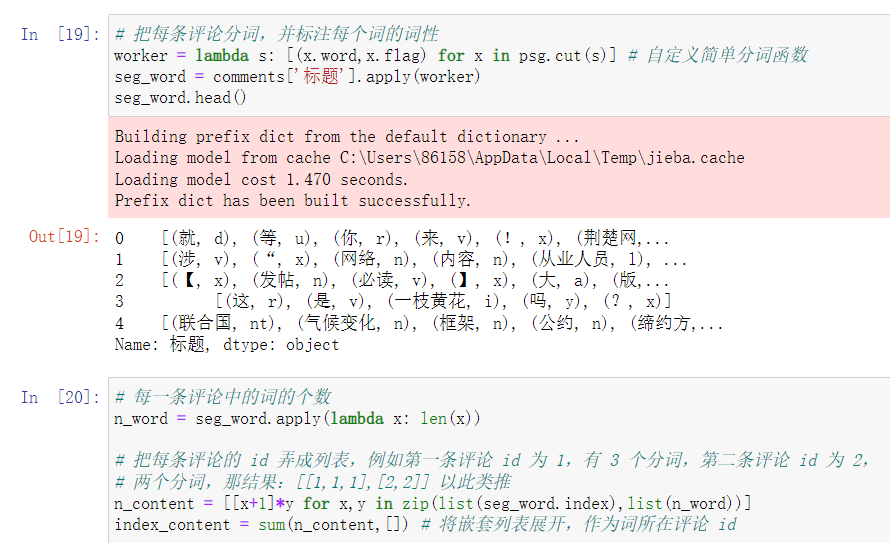 In [19]: # 把每条评论分词，并标注每个词的词性
worker = lambda s: [(x.word,x.flag) for x in psg.cut(s)] # 自定义简单分词函数
seg_word = comments['标题'].apply(worker)
seg_word.head()
Building prefix dict from the default dictionary ...
Loading model from cache C:\Users\86158\AppData\Local\Temp\jieba.cache
Loading model cost 1.470 seconds.
Prefix dict has been built successfully.
Out[19]: 0 [(就, d), (等, u), (你, r), (来, v), (！, x), (荆楚网,...
1 [(涉, v), (“, x), (网络, n), (内容, n), (从业人员, l), ...
2 [(【, x), (发帖, n), (必读, v), (】, x), (大, a), (版,...
3 [(这, r), (是, v), (一枝黄花, i), (吗, y), (？, x)]
4 [(联合国, nt), (气候变化, n), (框架, n), (公约, n), (缔约方,...
Name: 标题, dtype: object
In [20]: # 每一条评论中的词的个数
n_word = seg_word.apply(lambda x: len(x))
# 把每条评论的 id 弄成列表，例如第一条评论 id 为 1，有 3 个分词，第二条评论 id 为 2，
# 两个分词，那结果：[[1,1,1],[2,2]] 以此类推
n_content = [[x+1]*y for x,y in zip(list(seg_word.index),list(n_word))]
index_content = sum(n_content,[]) # 将嵌套列表展开，作为词所在评论 id